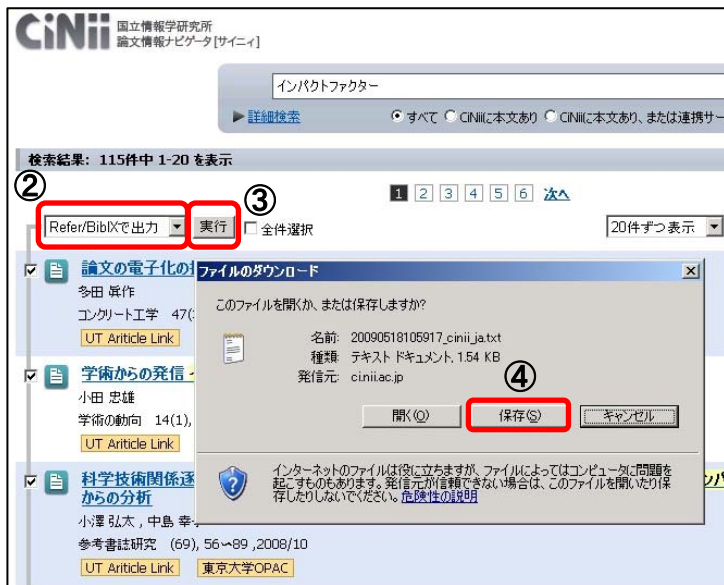 CiNii 国立情報学研究所
論文情報ナビゲータ[サイニィ]
インパクトファクター
詳細検索 すべて CiNiiに本文あり CiNiiに本文あり、または連携サー
検索結果: 115件中 1-20 を表示
② ③ 1 2 3 4 5 6 次へ
Refer/BibIXで出力 実行 全件選択 20件ずつ表示
論文の電子化の
多田 眞作
コンクリート工学 47(
UT Ariticle Link
学術からの発信
小田 忠雄
学術の動向 14(1),
UT Ariticle Link
科学技術関係逐
からの分析
小澤 弘太 , 中島 幸
参考書誌研究 (69), 56~89 ,2008/10
UT Ariticle Link 東京大学OPAC
ファイルのダウンロード
このファイルを開くか、または保存しますか?
名前: 20090518105917_cinii_ja.txt
種類: テキスト ドキュメント, 1.54 KB
発信元: cinii.ac.jp
④
開く(O) 保存(S) キャンセル
インターネットのファイルは役に立ちますが、ファイルによってはコンピュータに問題を
起こすものもあります。発信元が信頼できない場合は、このファイルを開いたり保
存したりしないでください。危険性の説明
ンパ